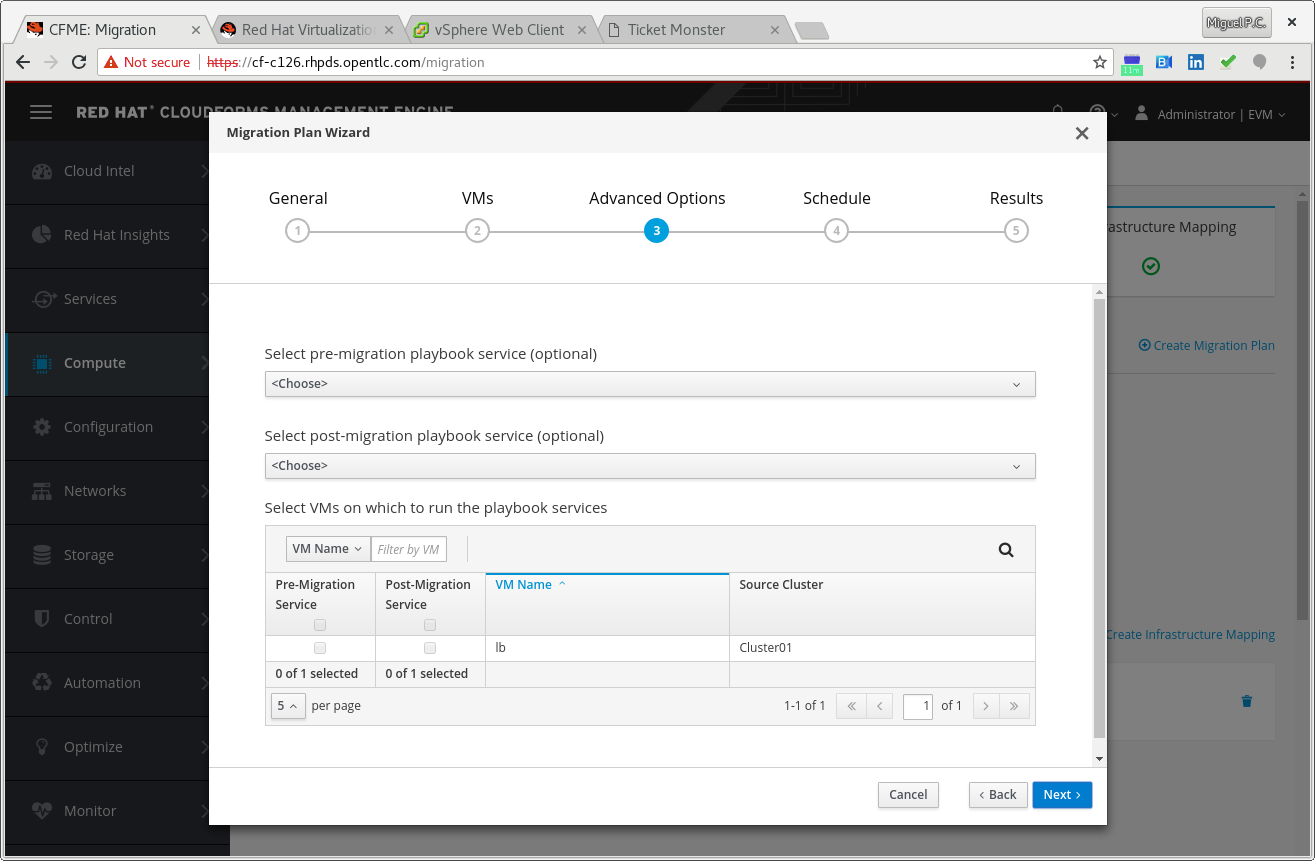 CFME: Migration
Red Hat Virtualizatio
vSphere Web Client
Ticket Monster
Miguel P.C.
Not secure
https://cf-c126.rhpds.opentlc.com/migration
RED HAT® CLOUDFORMS MANAGEMENT ENGINE
Administrator | EVM
Migration Plan Wizard
General
VMs
Advanced Options
Schedule
Results
1
2
3
4
5
Cloud Intel
Red Hat Insights
Services
Compute
Configuration
Networks
Storage
Control
Automation
Optimize
Monitor
astructure Mapping
Create Migration Plan
Create Infrastructure Mapping
Select pre-migration playbook service (optional)
<Choose>
Select post-migration playbook service (optional)
<Choose>
Select VMs on which to run the playbook services
VM Name
Filter by VM
Pre-Migration Service
Post-Migration Service
VM Name
Source Cluster
lb
Cluster01
0 of 1 selected
0 of 1 selected
5
per page
1-1 of 1
1
of 1
Cancel
Back
Next